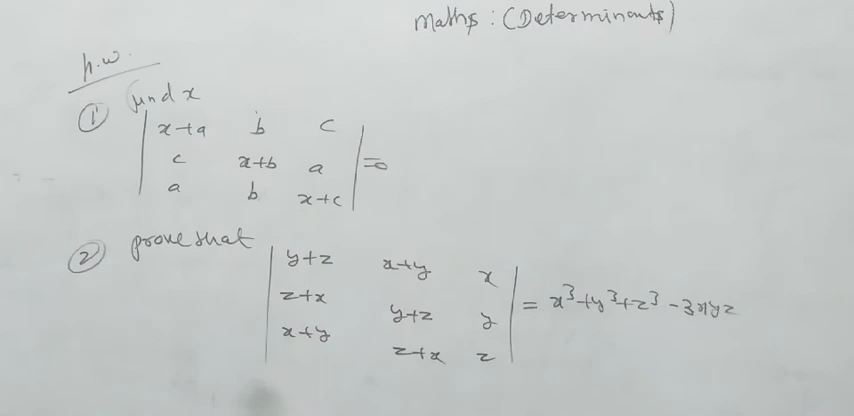 Maths : (Determinants)
h.w.
① find x
| x+a b c |
| c x+b a | =0
| a b x+c |
② prove that
| y+z x+y x |
| z+x y+z y | = x³+y³+z³-3xyz
| x+y z+x z |